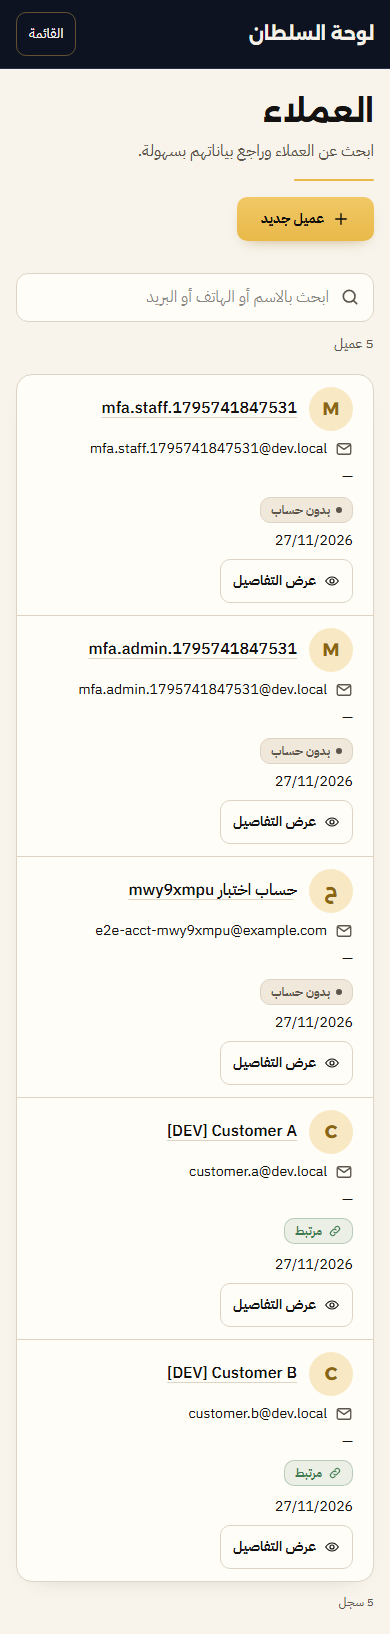 لوحة السلطان
القائمة
العملاء
ابحث عن العملاء وراجع بياناتهم بسهولة.
عميل جديد
ابحث بالاسم أو الهاتف أو البريد
5 عميل
M
mfa.staff.1795741847531
mfa.staff.1795741847531@dev.local
—
بدون حساب
27/11/2026
عرض التفاصيل
M
mfa.admin.1795741847531
mfa.admin.1795741847531@dev.local
—
بدون حساب
27/11/2026
عرض التفاصيل
ح
حساب اختبار mwy9xmpu
e2e-acct-mwy9xmpu@example.com
—
بدون حساب
27/11/2026
عرض التفاصيل
C
[DEV] Customer A
customer.a@dev.local
—
مرتبط
27/11/2026
عرض التفاصيل
C
[DEV] Customer B
customer.b@dev.local
—
مرتبط
27/11/2026
عرض التفاصيل
5 سجل